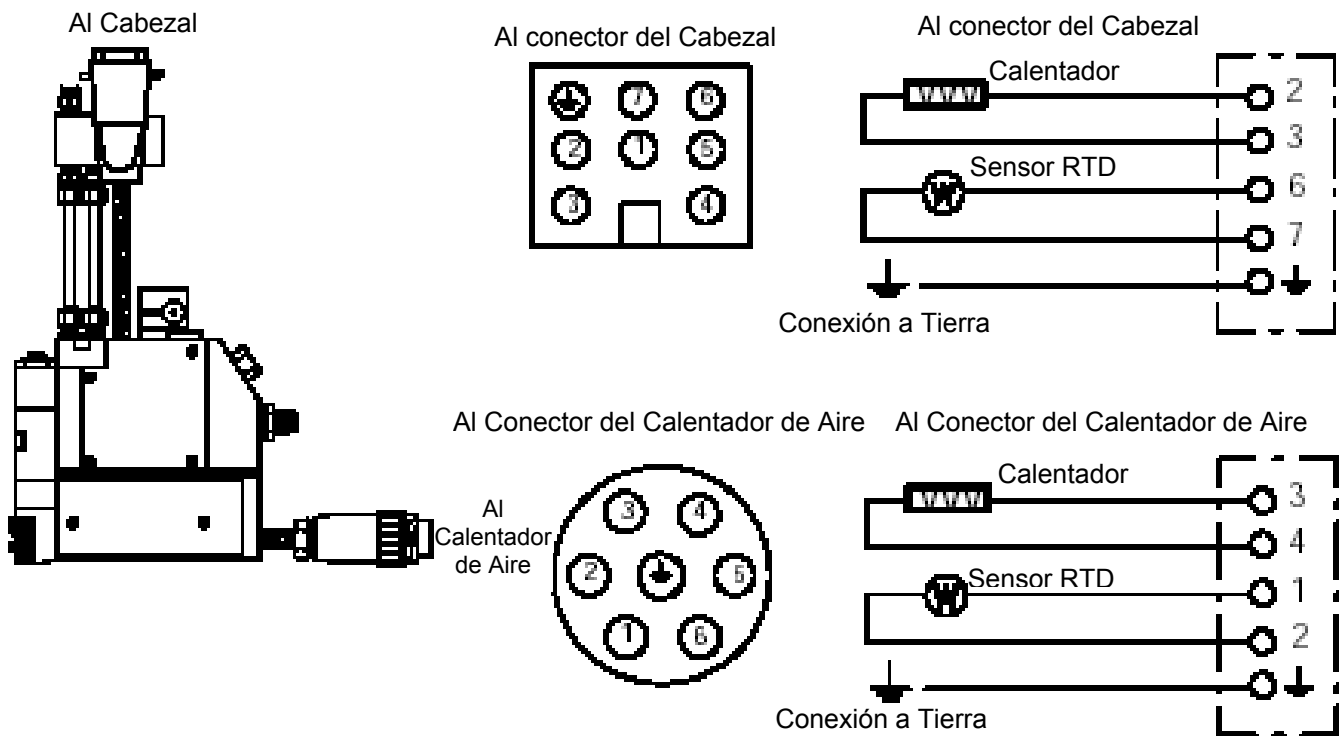 Al Cabezal
Al conector del Cabezal
7 6
2 1 5
3 4
Al conector del Cabezal
Calentador
2
3
Sensor RTD
6
7
Conexión a Tierra
Al
Calentador
de Aire
Al Conector del Calentador de Aire
3 4
2 5
1 6
Al Conector del Calentador de Aire
Calentador
3
4
Sensor RTD
1
2
Conexión a Tierra